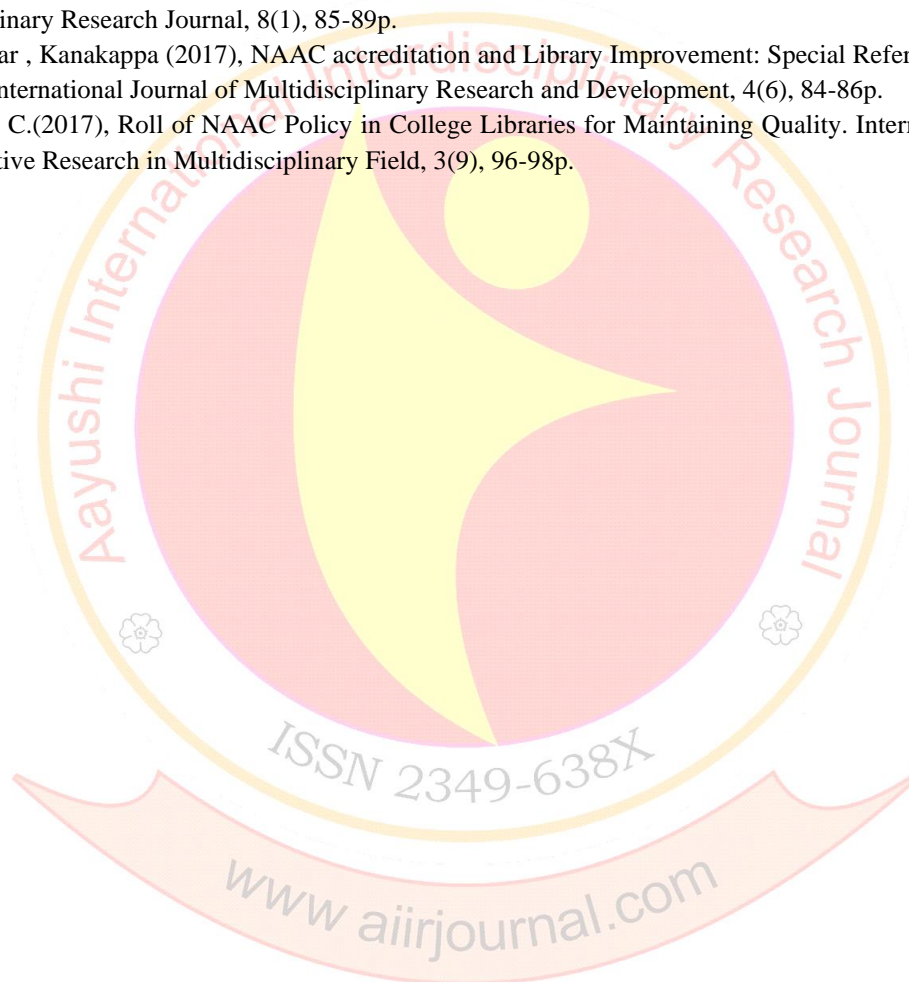 inary Research Journal, 8(1), 85-89p.
ar , Kanakappa (2017), NAAC accreditation and Library Improvement: Special Refer
nternational Journal of Multidisciplinary Research and Development, 4(6), 84-86p.
C.(2017), Roll of NAAC Policy in College Libraries for Maintaining Quality. Intern
tive Research in Multidisciplinary Field, 3(9), 96-98p.
Aayushi International Interdisciplinary Research Journal
ISSN 2349-638X
www aiirjournal.com